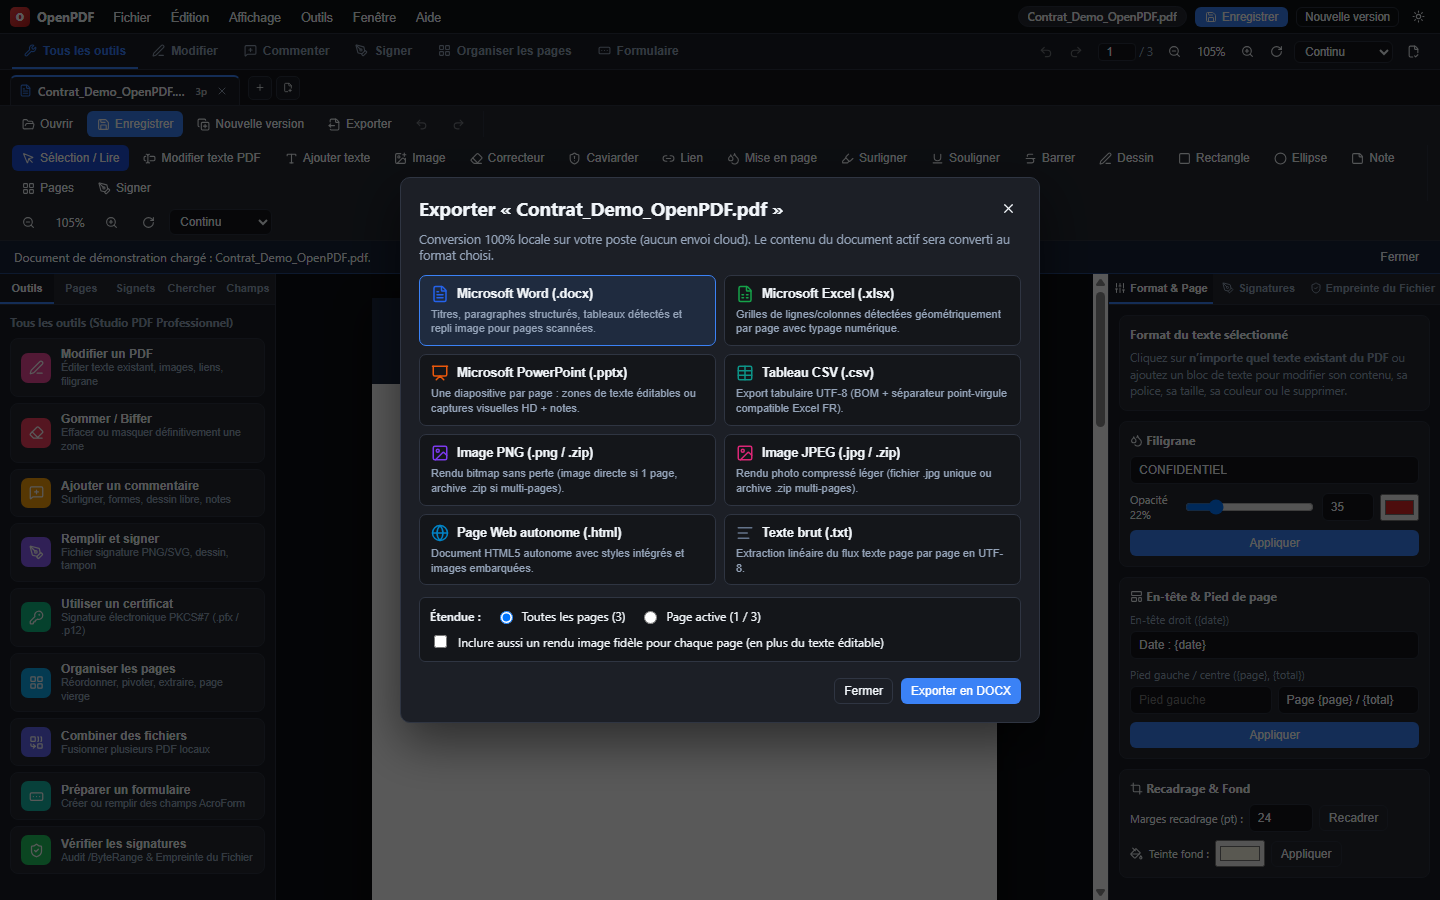 OpenPDF Fichier Édition Affichage Outils Fenêtre Aide Contrat_Demo_OpenPDF.pdf Enregistrer Nouvelle version
Tous les outils Modifier Commenter Signer Organiser les pages Formulaire 1 / 3 105% Continu
Contrat_Demo_OpenPDF.... 3p
Ouvrir Enregistrer Nouvelle version Exporter
Sélection / Lire Modifier texte PDF Ajouter texte Image Correcteur Caviarder Lien Mise en page Surligner Souligner Barrer Dessin Rectangle Ellipse Note
Pages Signer
105% Continu
Document de démonstration chargé : Contrat_Demo_OpenPDF.pdf. Fermer
Outils Pages Signets Chercher Champs
Tous les outils (Studio PDF Professionnel)
Modifier un PDF
Éditer texte existant, images, liens,
filigrane
Gommer / Biffer
Effacer ou masquer définitivement une
zone
Ajouter un commentaire
Surligner, formes, dessin libre, notes
Remplir et signer
Fichier signature PNG/SVG, dessin,
tampon
Utiliser un certificat
Signature électronique PKCS#7 (.pfx /
.p12)
Organiser les pages
Réordonner, pivoter, extraire, page
vierge
Combiner des fichiers
Fusionner plusieurs PDF locaux
Préparer un formulaire
Créer ou remplir des champs AcroForm
Vérifier les signatures
Audit /ByteRange & Empreinte du Fichier
Exporter « Contrat_Demo_OpenPDF.pdf »
Conversion 100% locale sur votre poste (aucun envoi cloud). Le contenu du document actif sera converti au
format choisi.
Microsoft Word (.docx)
Titres, paragraphes structurés, tableaux détectés et
repli image pour pages scannées.
Microsoft Excel (.xlsx)
Grilles de lignes/colonnes détectées géométriquement
par page avec typage numérique.
Microsoft PowerPoint (.pptx)
Une diapositive par page : zones de texte éditables ou
captures visuelles HD + notes.
Tableau CSV (.csv)
Export tabulaire UTF-8 (BOM + séparateur point-virgule
compatible Excel FR).
Image PNG (.png / .zip)
Rendu bitmap sans perte (image directe si 1 page,
archive .zip si multi-pages).
Image JPEG (.jpg / .zip)
Rendu photo compressé léger (fichier .jpg unique ou
archive .zip multi-pages).
Page Web autonome (.html)
Document HTML5 autonome avec styles intégrés et
images embarquées.
Texte brut (.txt)
Extraction linéaire du flux texte page par page en UTF-
8.
Étendue : Toutes les pages (3) Page active (1 / 3)
Inclure aussi un rendu image fidèle pour chaque page (en plus du texte éditable)
Fermer Exporter en DOCX
Format & Page Signatures Empreinte du Fichier
Format du texte sélectionné
Cliquez sur n'importe quel texte existant du PDF ou
ajoutez un bloc de texte pour modifier son contenu, sa
police, sa taille, sa couleur ou le supprimer.
Filigrane
CONFIDENTIEL
Opacité
22%
35
Appliquer
En-tête & Pied de page
En-tête droit ({date})
Date : {date}
Pied gauche / centre ({page}, {total})
Pied gauche Page {page} / {total}
Appliquer
Recadrage & Fond
Marges recadrage (pt) : 24 Recadrer
Teinte fond : Appliquer